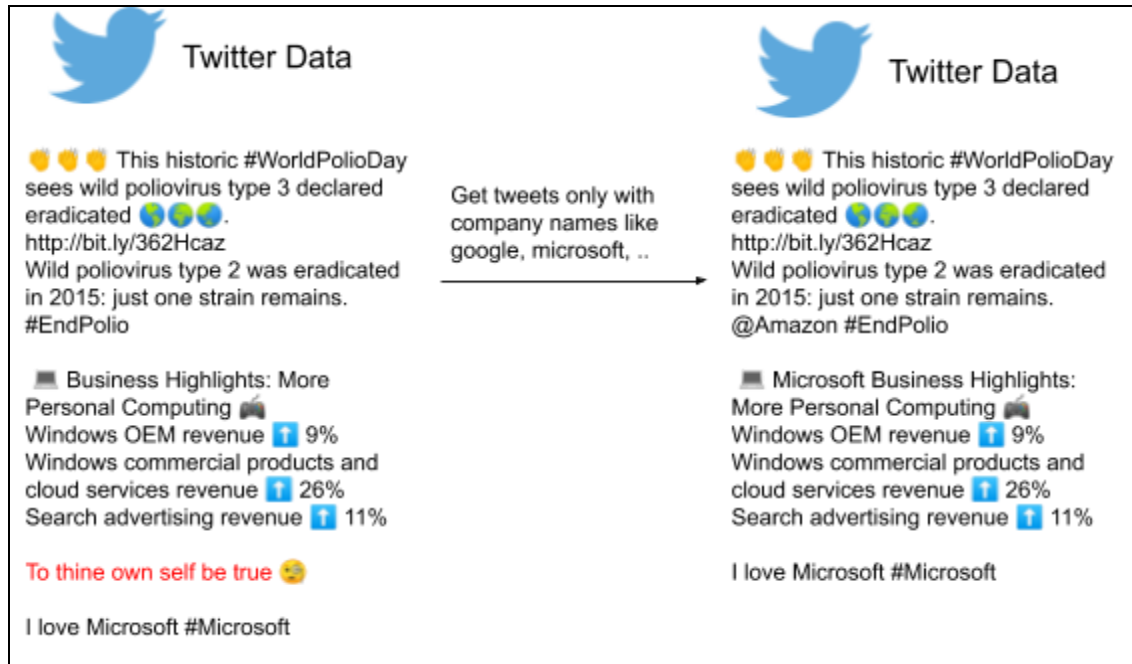 Twitter Data
👏 👏 👏 This historic #WorldPolioDay
sees wild poliovirus type 3 declared
eradicated 🌎🌍🌏.
http://bit.ly/362Hcaz
Wild poliovirus type 2 was eradicated
in 2015: just one strain remains.
#EndPolio
💻 Business Highlights: More
Personal Computing 🎮
Windows OEM revenue ⬆️ 9%
Windows commercial products and
cloud services revenue ⬆️ 26%
Search advertising revenue ⬆️ 11%
To thine own self be true 🧐
I love Microsoft #Microsoft
Get tweets only with
company names like
google, microsoft, ..
Twitter Data
👏 👏 👏 This historic #WorldPolioDay
sees wild poliovirus type 3 declared
eradicated 🌎🌍🌏.
http://bit.ly/362Hcaz
Wild poliovirus type 2 was eradicated
in 2015: just one strain remains.
@Amazon #EndPolio
💻 Microsoft Business Highlights:
More Personal Computing 🎮
Windows OEM revenue ⬆️ 9%
Windows commercial products and
cloud services revenue ⬆️ 26%
Search advertising revenue ⬆️ 11%
I love Microsoft #Microsoft